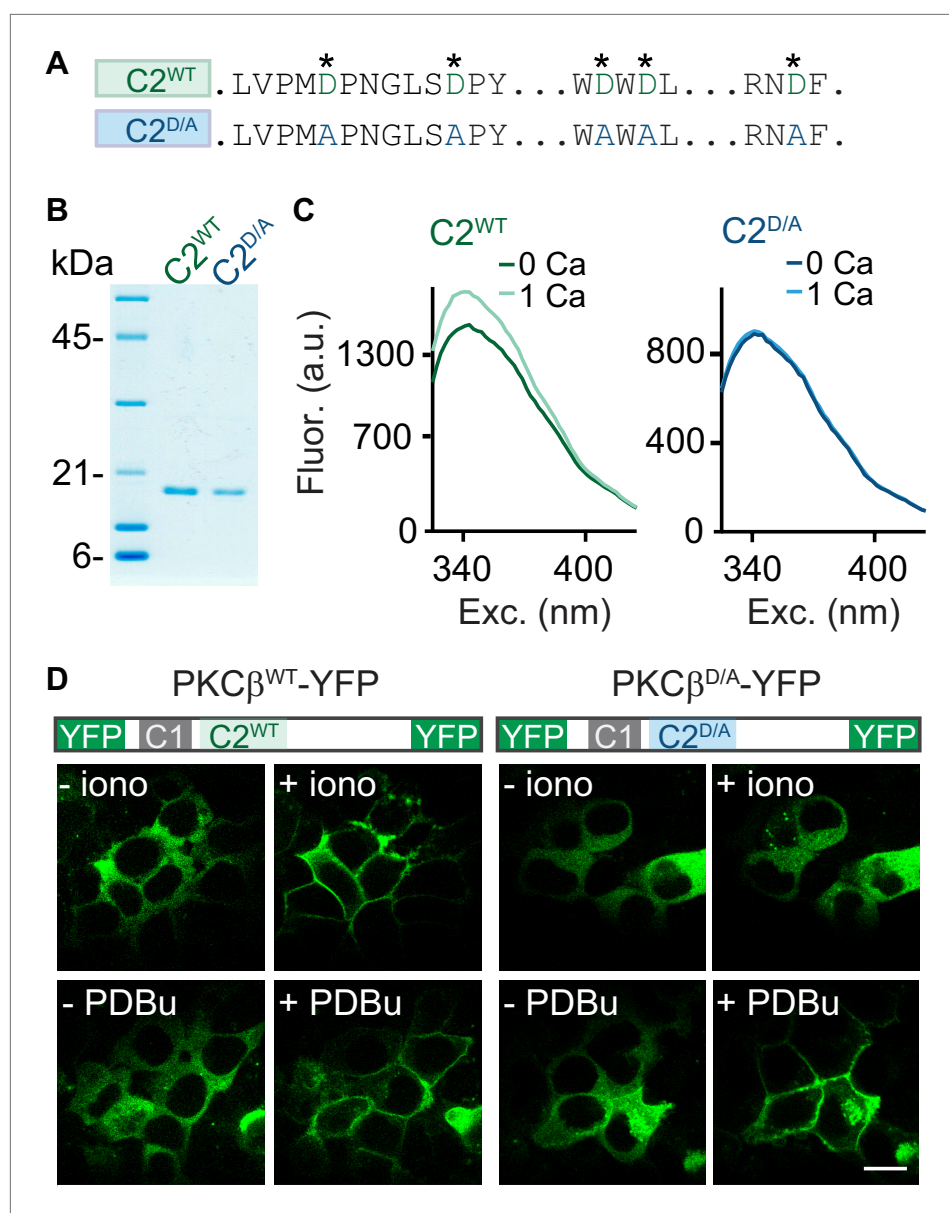 A
* * * * *
C2WT .LVPMDPNGLSDPY...WDWDL...RNDF.
C2D/A .LVPMAPNGLSAPY...WAWAL...RNAF.
B
kDa C2WT C2D/A
45-
21-
6-
C
C2WT C2D/A
0 Ca 0 Ca
1 Ca 1 Ca
Fluor. (a.u.)
1300 800
700 400
0 0
340 400 340 400
Exc. (nm) Exc. (nm)
D
PKCβWT-YFP PKCβD/A-YFP
YFP C1 C2WT YFP YFP C1 C2D/A YFP
- iono + iono - iono + iono
- PDBu + PDBu - PDBu + PDBu